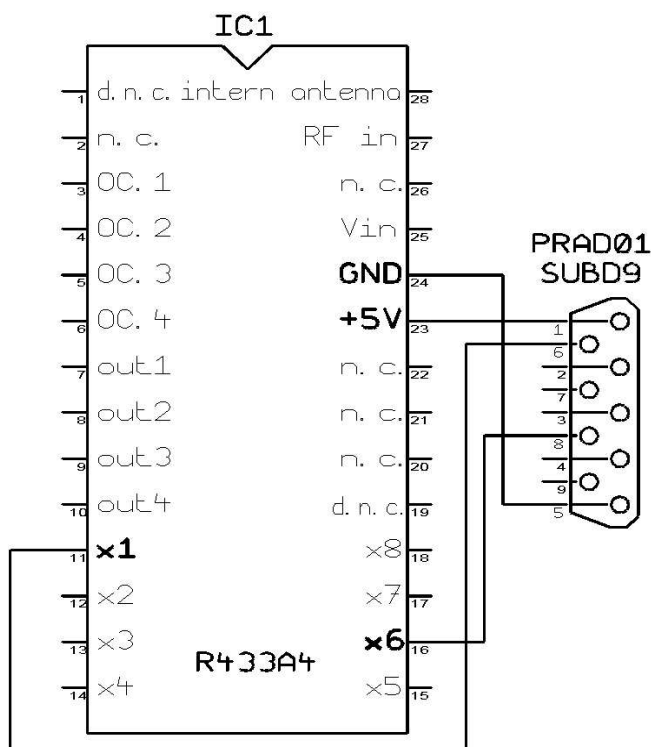 IC1
1 d.n.c. intern antenna 28
2 n. c. RF in 27
3 OC. 1 n. c. 26
4 OC. 2 Vin 25
5 OC. 3 GND 24
6 OC. 4 +5V 23
7 out1 n. c. 22
8 out2 n. c. 21
9 out3 n. c. 20
10 out4 d. n. c. 19
11 x1 x8 18
12 x2 x7 17
13 x3 x6 16
14 x4 x5 15
R433A4
PRAD01
SUBD9
1
6
2
7
3
8
4
9
5